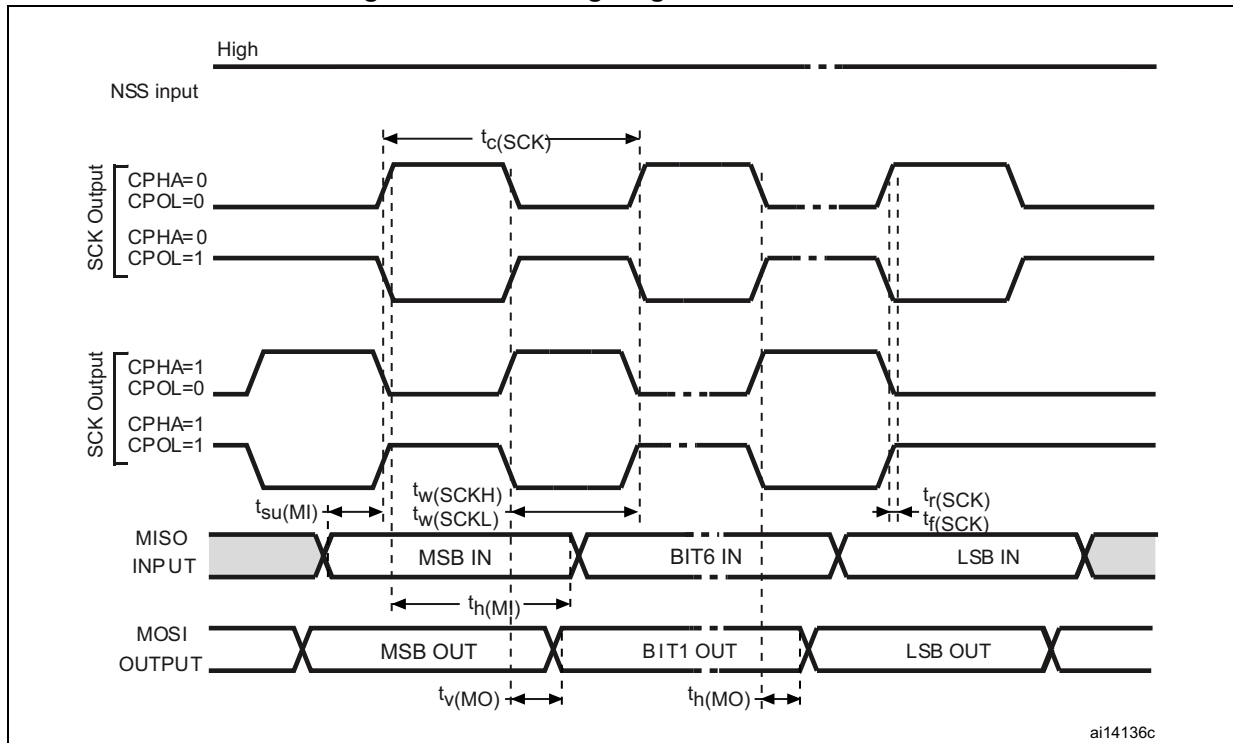 High
NSS input
tc(SCK)
SCK Output
CPHA=0
CPOL=0
CPHA=0
CPOL=1
SCK Output
CPHA=1
CPOL=0
CPHA=1
CPOL=1
tsu(MI)
tw(SCKH)
tw(SCKL)
tr(SCK)
tf(SCK)
MISO
INPUT
MSB IN
BIT6 IN
LSB IN
th(MI)
MOSI
OUTPUT
MSB OUT
BIT1 OUT
LSB OUT
tv(MO)
th(MO)
ai14136c